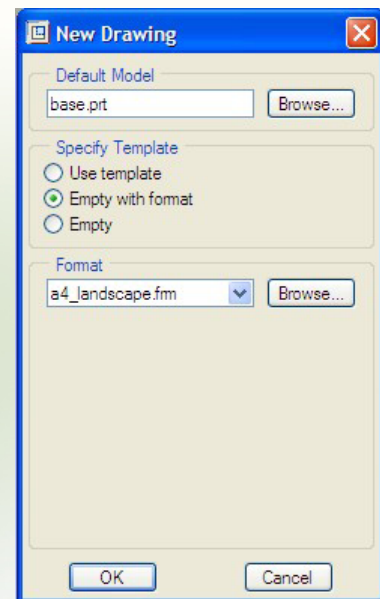 New Drawing
Default Model
base.prt Browse...
Specify Template
Use template
Empty with format
Empty
Format
a4_landscape.frm Browse...
OK Cancel